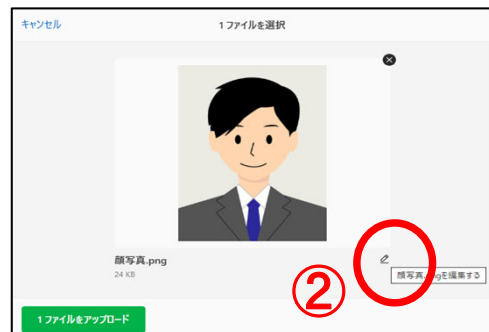 キャンセル
1 ファイルを選択
顔写真.png
24 KB
顔写真.pngを編集する
②
1 ファイルをアップロード